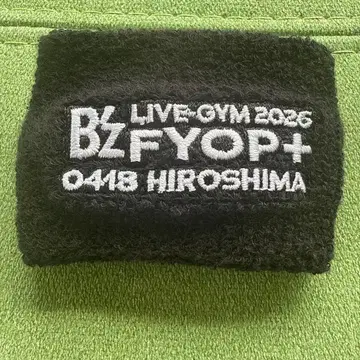 B'z LIVE-GYM 2026
FYOP+
0418 HIROSHIMA